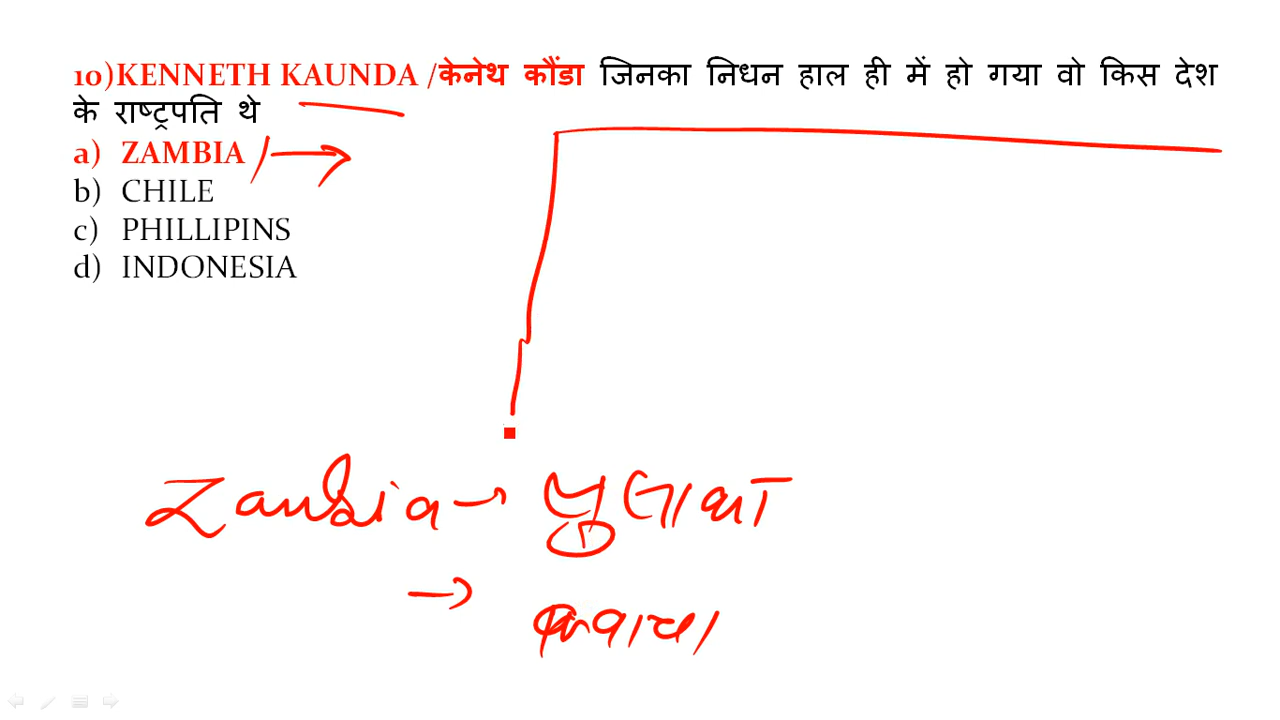 10)KENNETH KAUNDA /केनेथ कौंडा जिनका निधन हाल ही में हो गया वो किस देश
के राष्ट्रपति थे
a) ZAMBIA
b) CHILE
c) PHILLIPINS
d) INDONESIA
Zambia →
→ क्वाचा